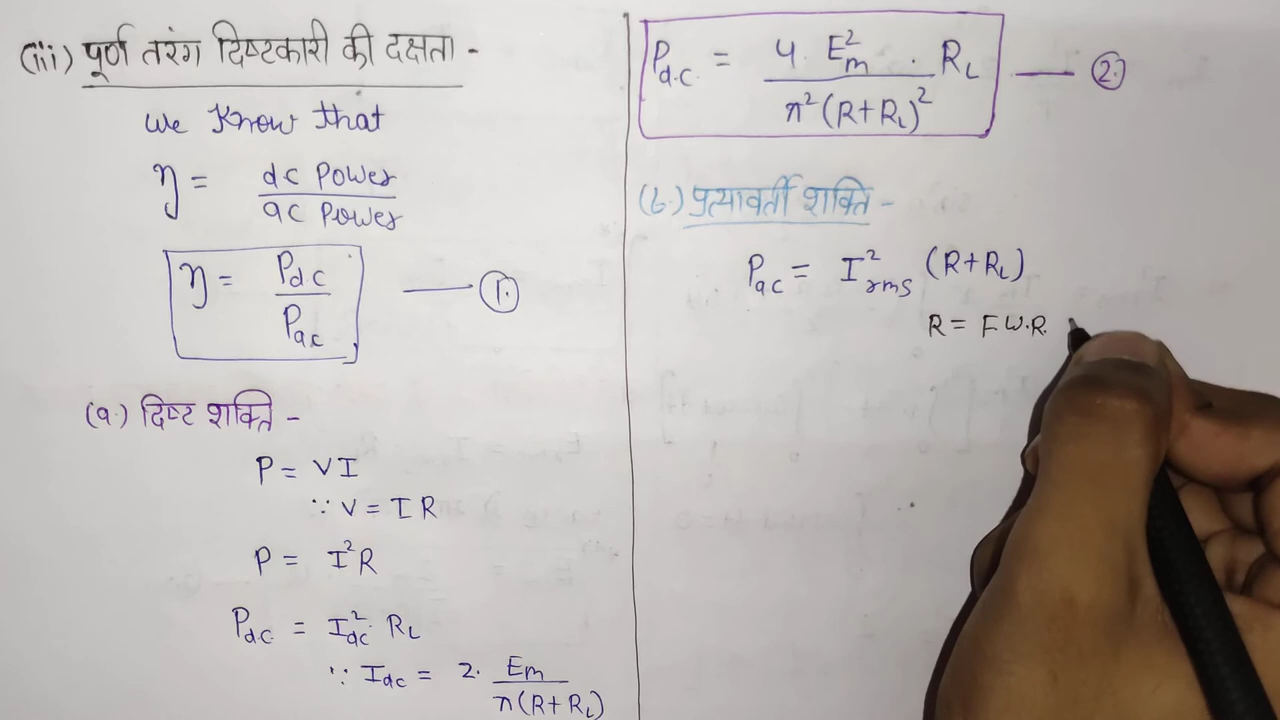 (iii) पूर्ण तरंग दिष्टकारी की दक्षता -
We Know that
η = dc Power / ac Power
η = Pdc / Pac — 1.
(a.) दिष्ट शक्ति -
P = VI
∵ V = I R
P = I²R
Pd.c. = I²dc. RL
∵ Idc = 2. Em / π(R+RL)
Pd.c. = 4. E²m . RL / π²(R+RL)² — 2.
(b.) प्रत्यावर्ती शक्ति -
Pac = I²rms (R+RL)
R = F.W.R.